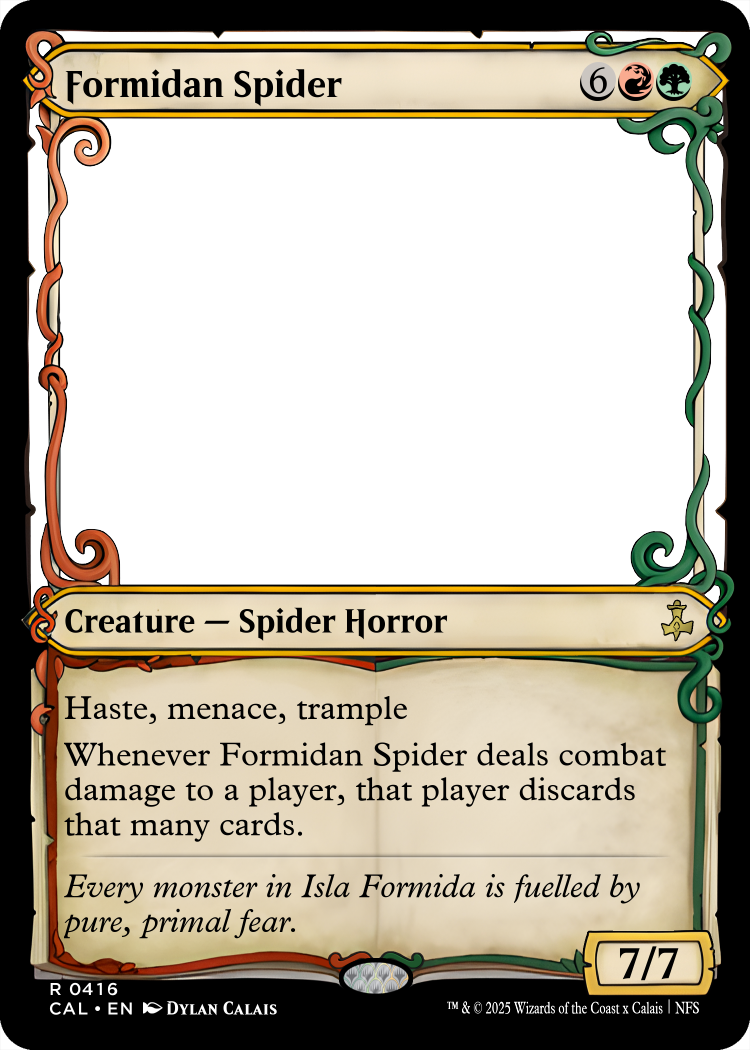 Formidan Spider 6
Creature — Spider Horror
Haste, menace, trample
Whenever Formidan Spider deals combat
damage to a player, that player discards
that many cards.
Every monster in Isla Formida is fuelled by
pure, primal fear.
7/7
R 0416
CAL • EN DYLAN CALAIS
™ & © 2025 Wizards of the Coast x Calais | NFS